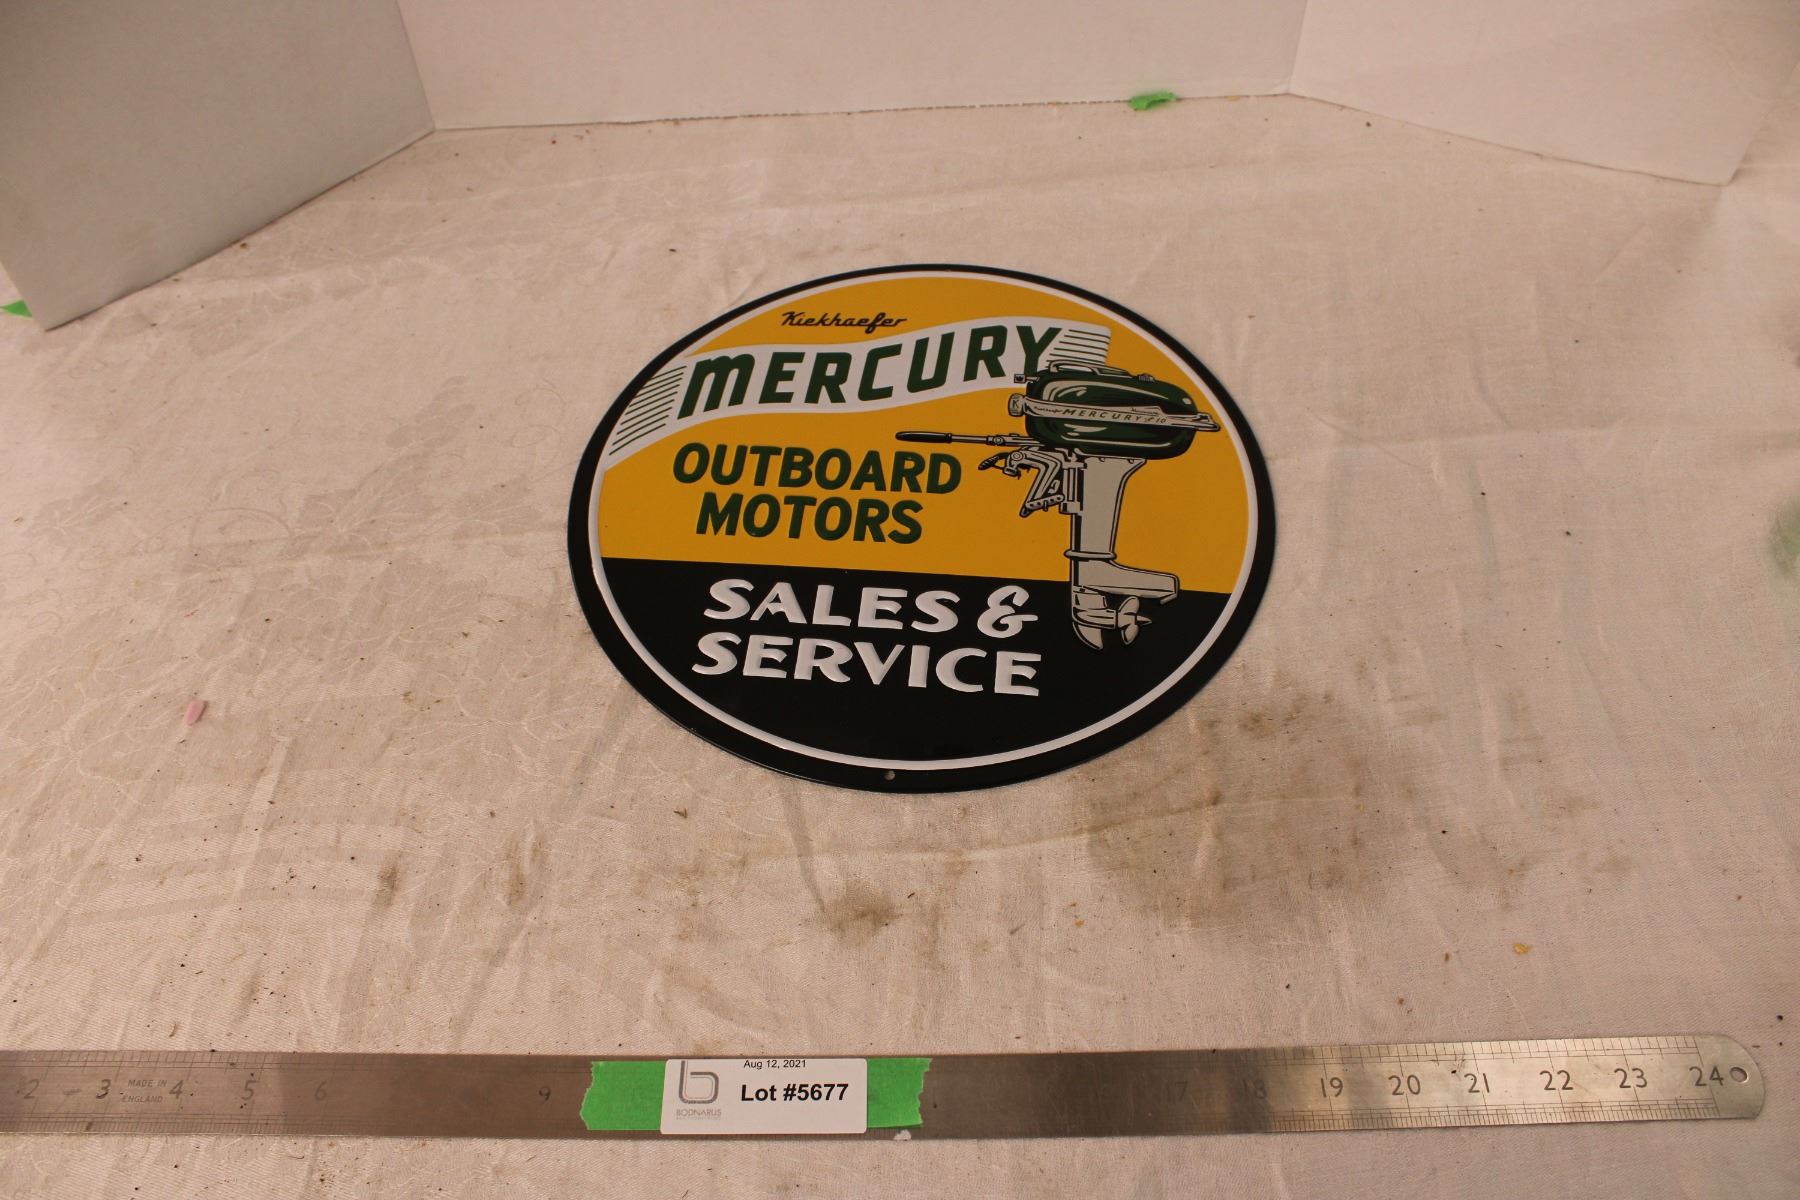 Kiekhaefer
MERCURY
K MERCURY
OUTBOARD
MOTORS
SALES &
SERVICE
2 3 MADE IN ENGLAND 4 5 6 9 17 18 19 20 21 22 23 24
Aug 12, 2021
Lot #5677
BODNARUS